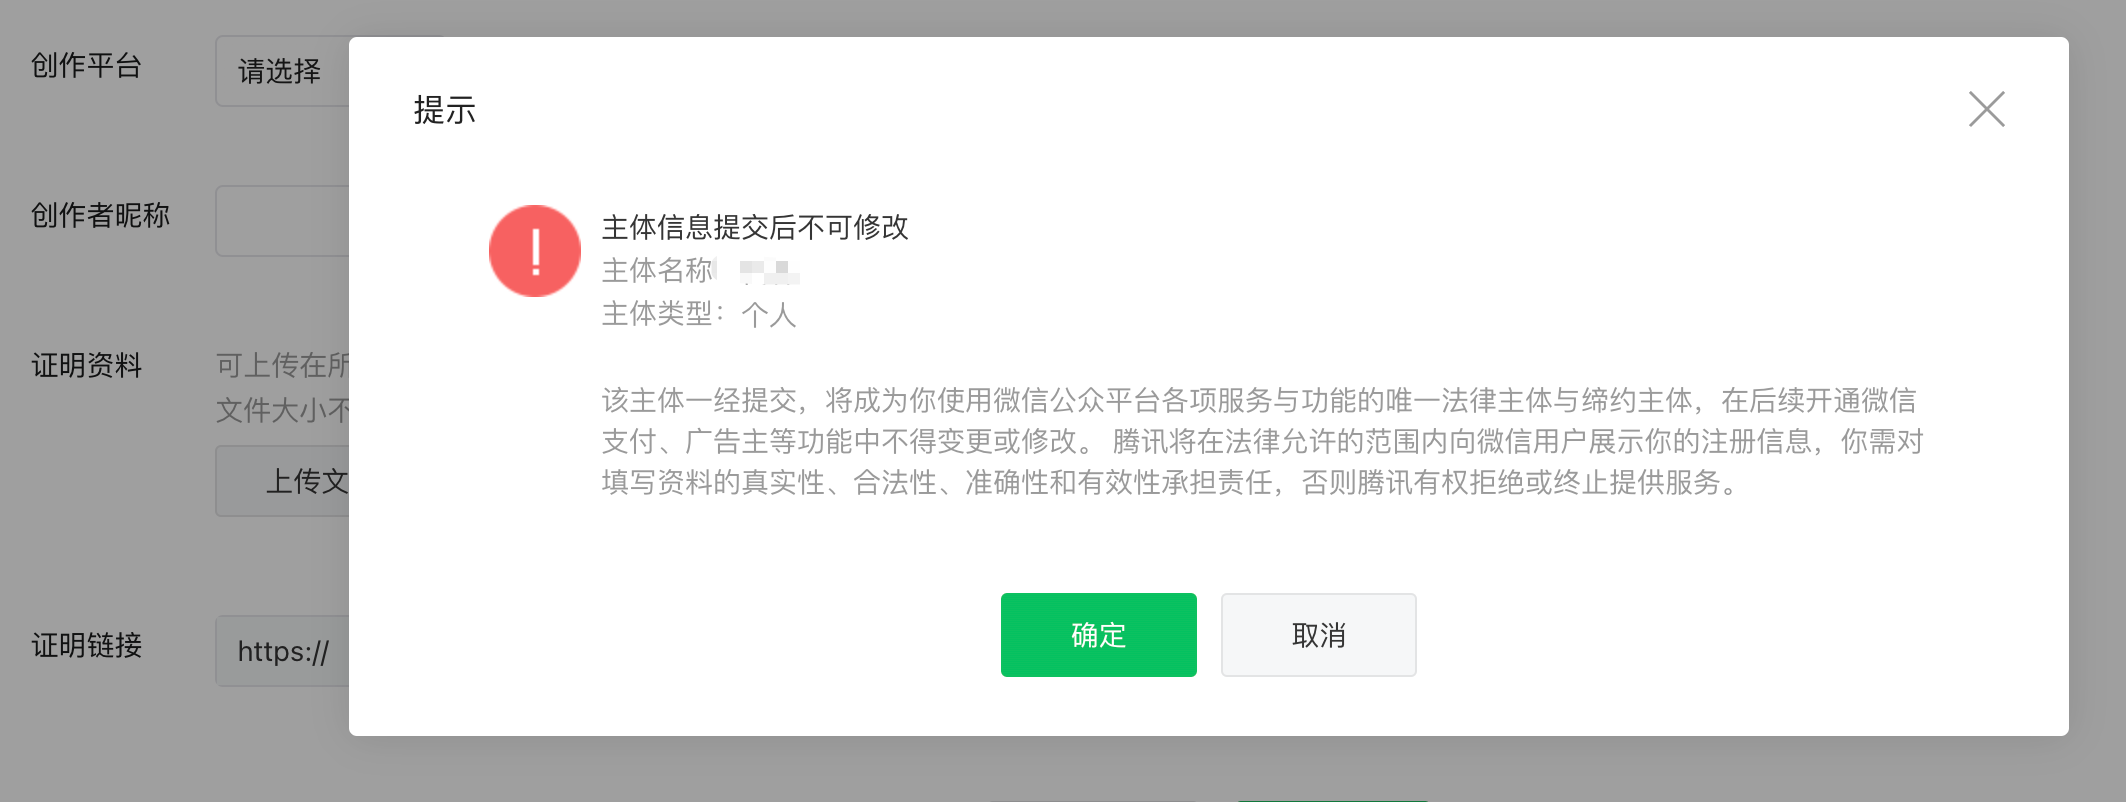 创作平台
请选择
创作者昵称
证明资料
可上传在所
文件大小不
上传文
证明链接
https://
提示
主体信息提交后不可修改
主体名称
主体类型：个人
该主体一经提交，将成为你使用微信公众平台各项服务与功能的唯一法律主体与缔约主体，在后续开通微信
支付、广告主等功能中不得变更或修改。 腾讯将在法律允许的范围内向微信用户展示你的注册信息，你需对
填写资料的真实性、合法性、准确性和有效性承担责任，否则腾讯有权拒绝或终止提供服务。
确定
取消